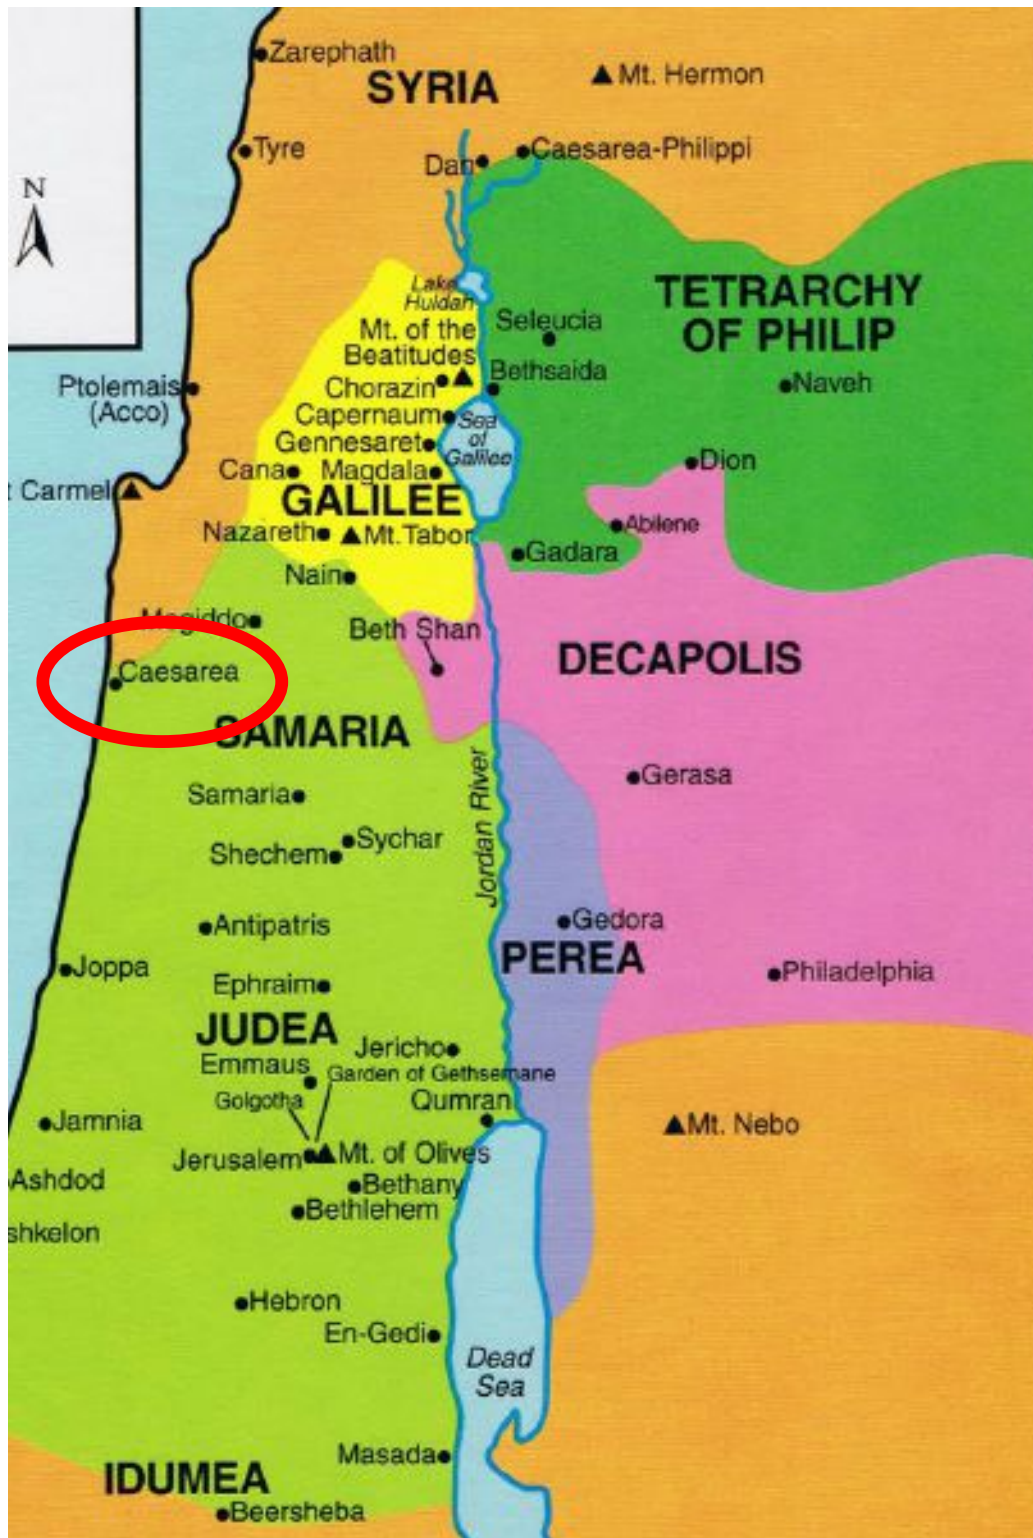 Zarephath
SYRIA
Mt. Hermon
Tyre
Dan
Caesarea-Philippi
N
Lake
Huldah
TETRARCHY
OF PHILIP
Mt. of the
Beatitudes
Seleucia
Ptolemais
(Acco)
Chorazin
Bethsaida
Naveh
Capernaum
Sea
of
Galilee
Gennesaret
Cana
Magdala
Dion
GALILEE
t Carmel
Abilene
Nazareth
Mt. Tabor
Gadara
Nain
Megiddo
Beth Shan
DECAPOLIS
Caesarea
SAMARIA
Jordan River
Samaria
Gerasa
Sychar
Shechem
Antipatris
Gedora
PEREA
Joppa
Philadelphia
Ephraim
JUDEA
Jericho
Emmaus
Garden of Gethsemane
Golgotha
Qumran
Jamnia
Mt. Nebo
Jerusalem
Mt. of Olives
Ashdod
Bethany
Bethlehem
shkelon
Hebron
En-Gedi
Dead
Sea
Masada
IDUMEA
Beersheba